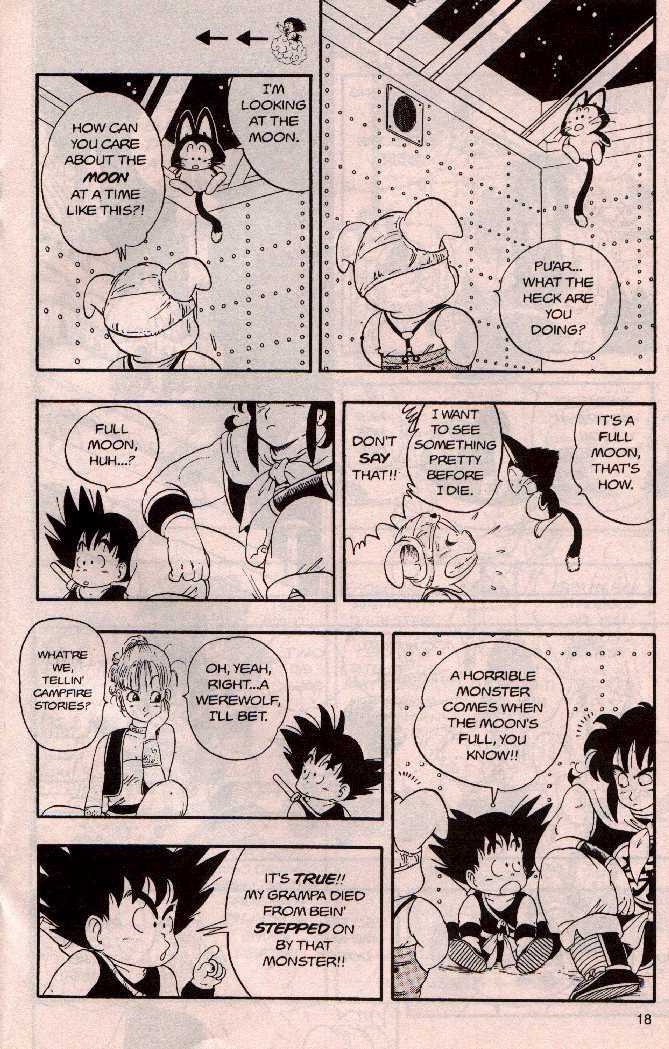 PU'AR...
WHAT THE
HECK ARE
YOU
DOING?
I'M
LOOKING
AT THE
MOON.
HOW CAN
YOU CARE
ABOUT THE
MOON
AT A TIME
LIKE THIS?!
IT'S A
FULL
MOON,
THAT'S
HOW.
I WANT
TO SEE
SOMETHING
PRETTY
BEFORE
I DIE.
DON'T
SAY
THAT!!
FULL
MOON,
HUH...?
A HORRIBLE
MONSTER
COMES WHEN
THE MOON'S
FULL, YOU
KNOW!!
OH, YEAH,
RIGHT...A
WEREWOLF,
I'LL BET.
WHAT'RE
WE,
TELLIN'
CAMPFIRE
STORIES?
IT'S TRUE!!
MY GRAMPA DIED
FROM BEIN'
STEPPED ON
BY THAT
MONSTER!!
18